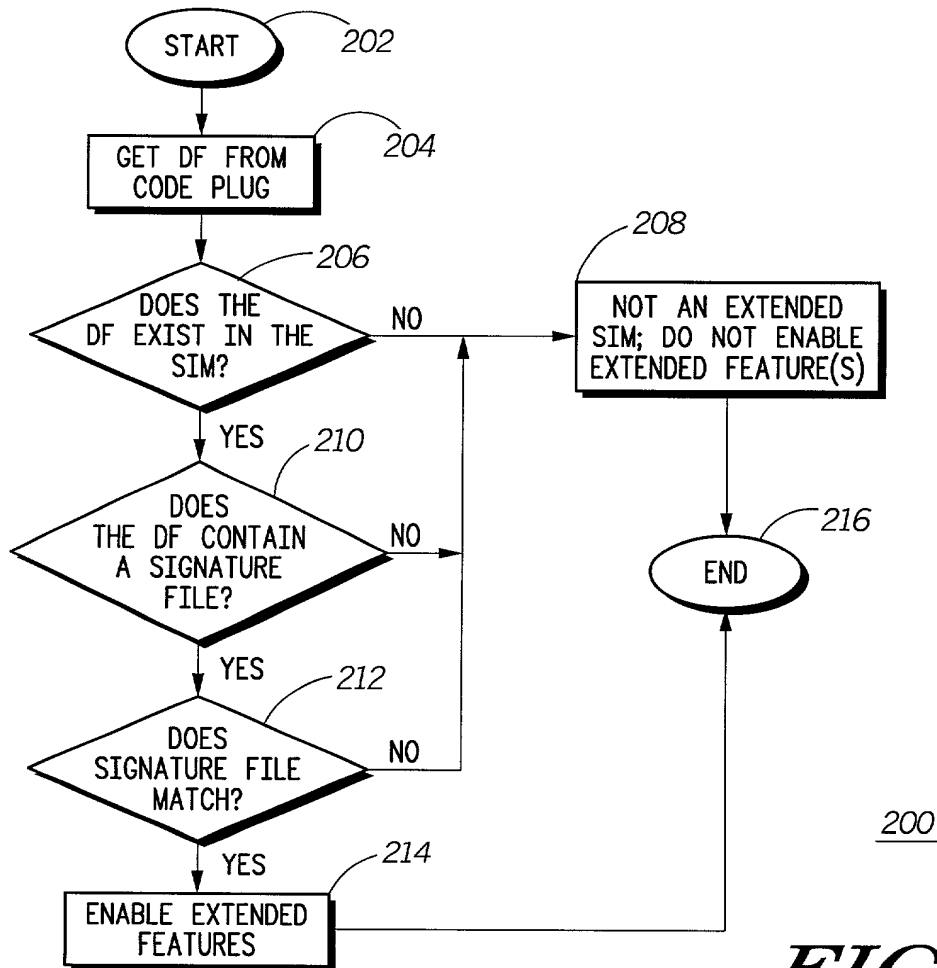 START
202
GET DF FROM
CODE PLUG
204
DOES THE
DF EXIST IN THE
SIM?
206
NO
208
NOT AN EXTENDED
SIM; DO NOT ENABLE
EXTENDED FEATURE(S)
YES
210
DOES
THE DF CONTAIN
A SIGNATURE
FILE?
NO
216
END
YES
212
DOES
SIGNATURE FILE
MATCH?
NO
200
YES
214
ENABLE EXTENDED
FEATURES